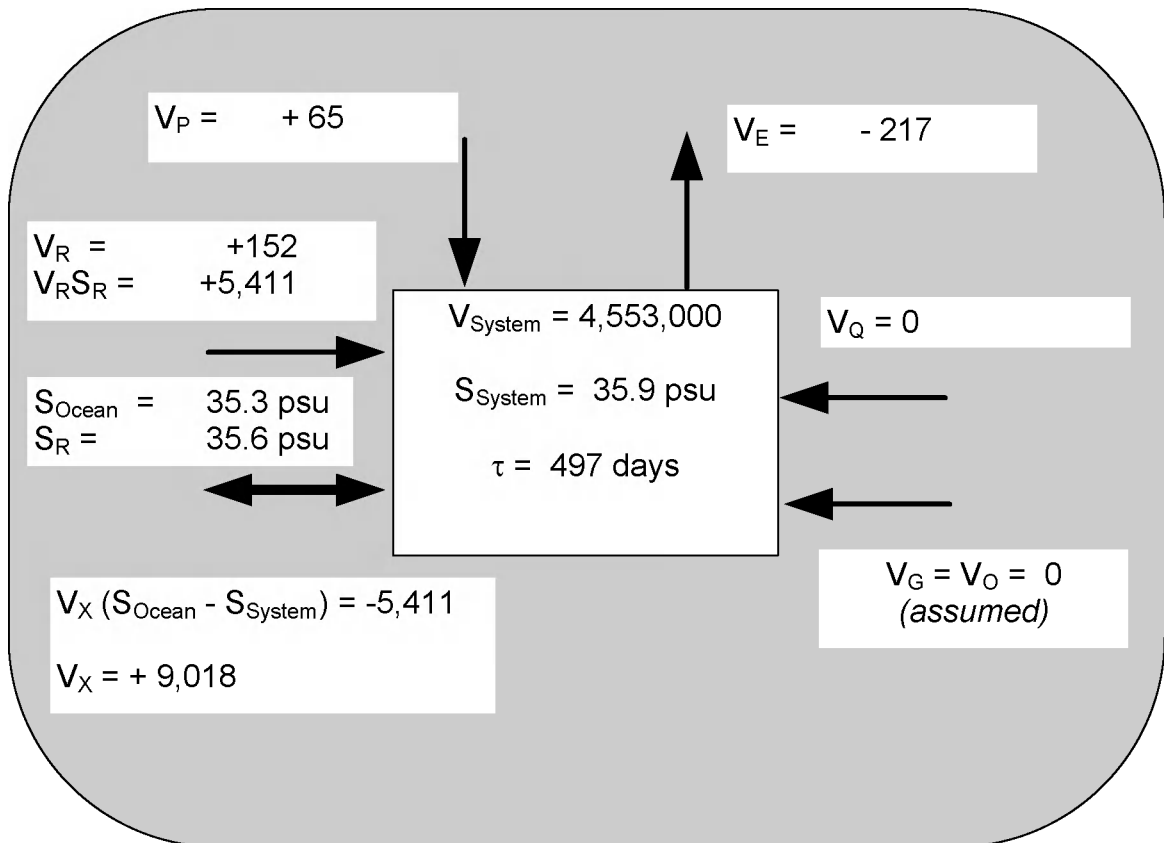 V_P = + 65
V_E = - 217
V_R = +152
V_RS_R = +5,411
V_System = 4,553,000
S_System = 35.9 psu
τ = 497 days
V_Q = 0
S_Ocean = 35.3 psu
S_R = 35.6 psu
V_X (S_Ocean - S_System) = -5,411
V_X = + 9,018
V_G = V_O = 0
(assumed)